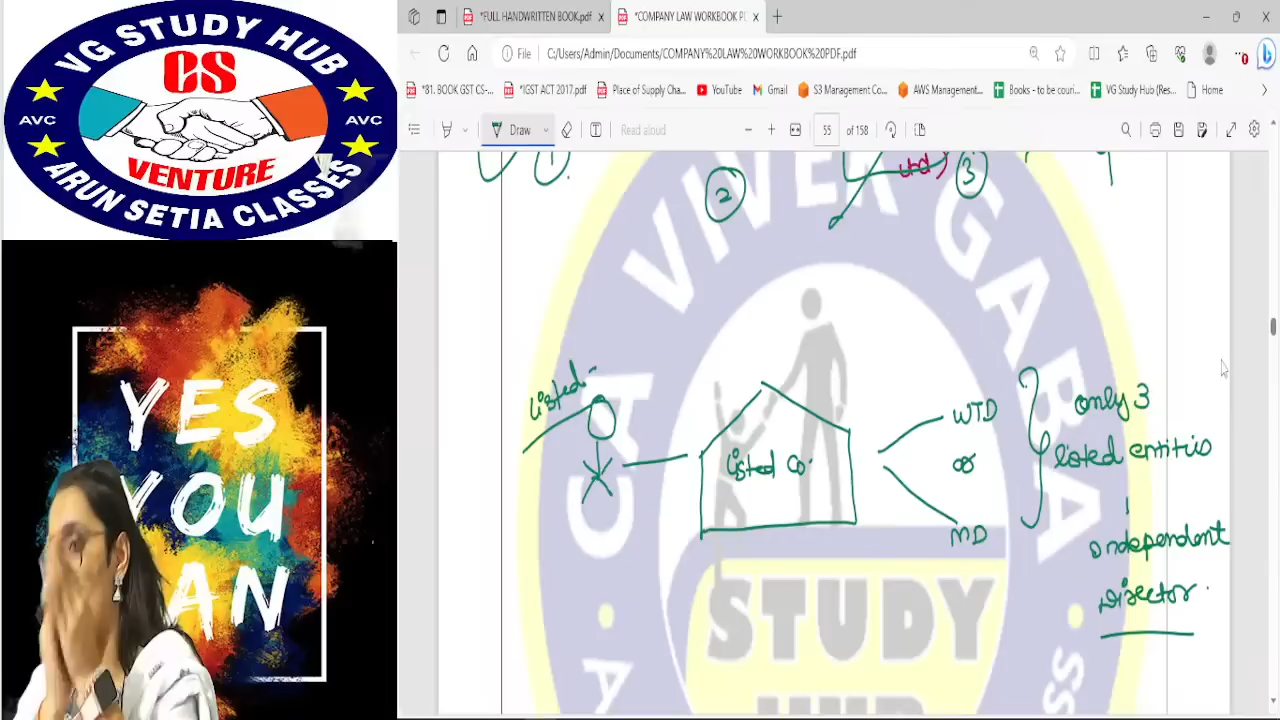 VG STUDY HUB
CS
AVC
AVC
VENTURE
ARUN SETIA CLASSES
YES
YOU
AN
*FULL HANDWRITTEN BOOK.pdf
*COMPANY LAW WORKBOOK P
File
C:/Users/Admin/Documents/COMPANY%20LAW%20WORKBOOK%20PDF.pdf
*81. BOOK GST CS-...
*IGST ACT 2017.pdf
Place of Supply Cha...
YouTube
Gmail
S3 Management Co...
AWS Management...
Books - to be couri...
VG Study Hub (Res...
Home
Draw
Read aloud
55
of 158
1.
2
3
Listed
Listed Co.
WTD
or
MD
only 3
listed entities
Independent
Director.
VIVEK GABA
STUDY
HUB